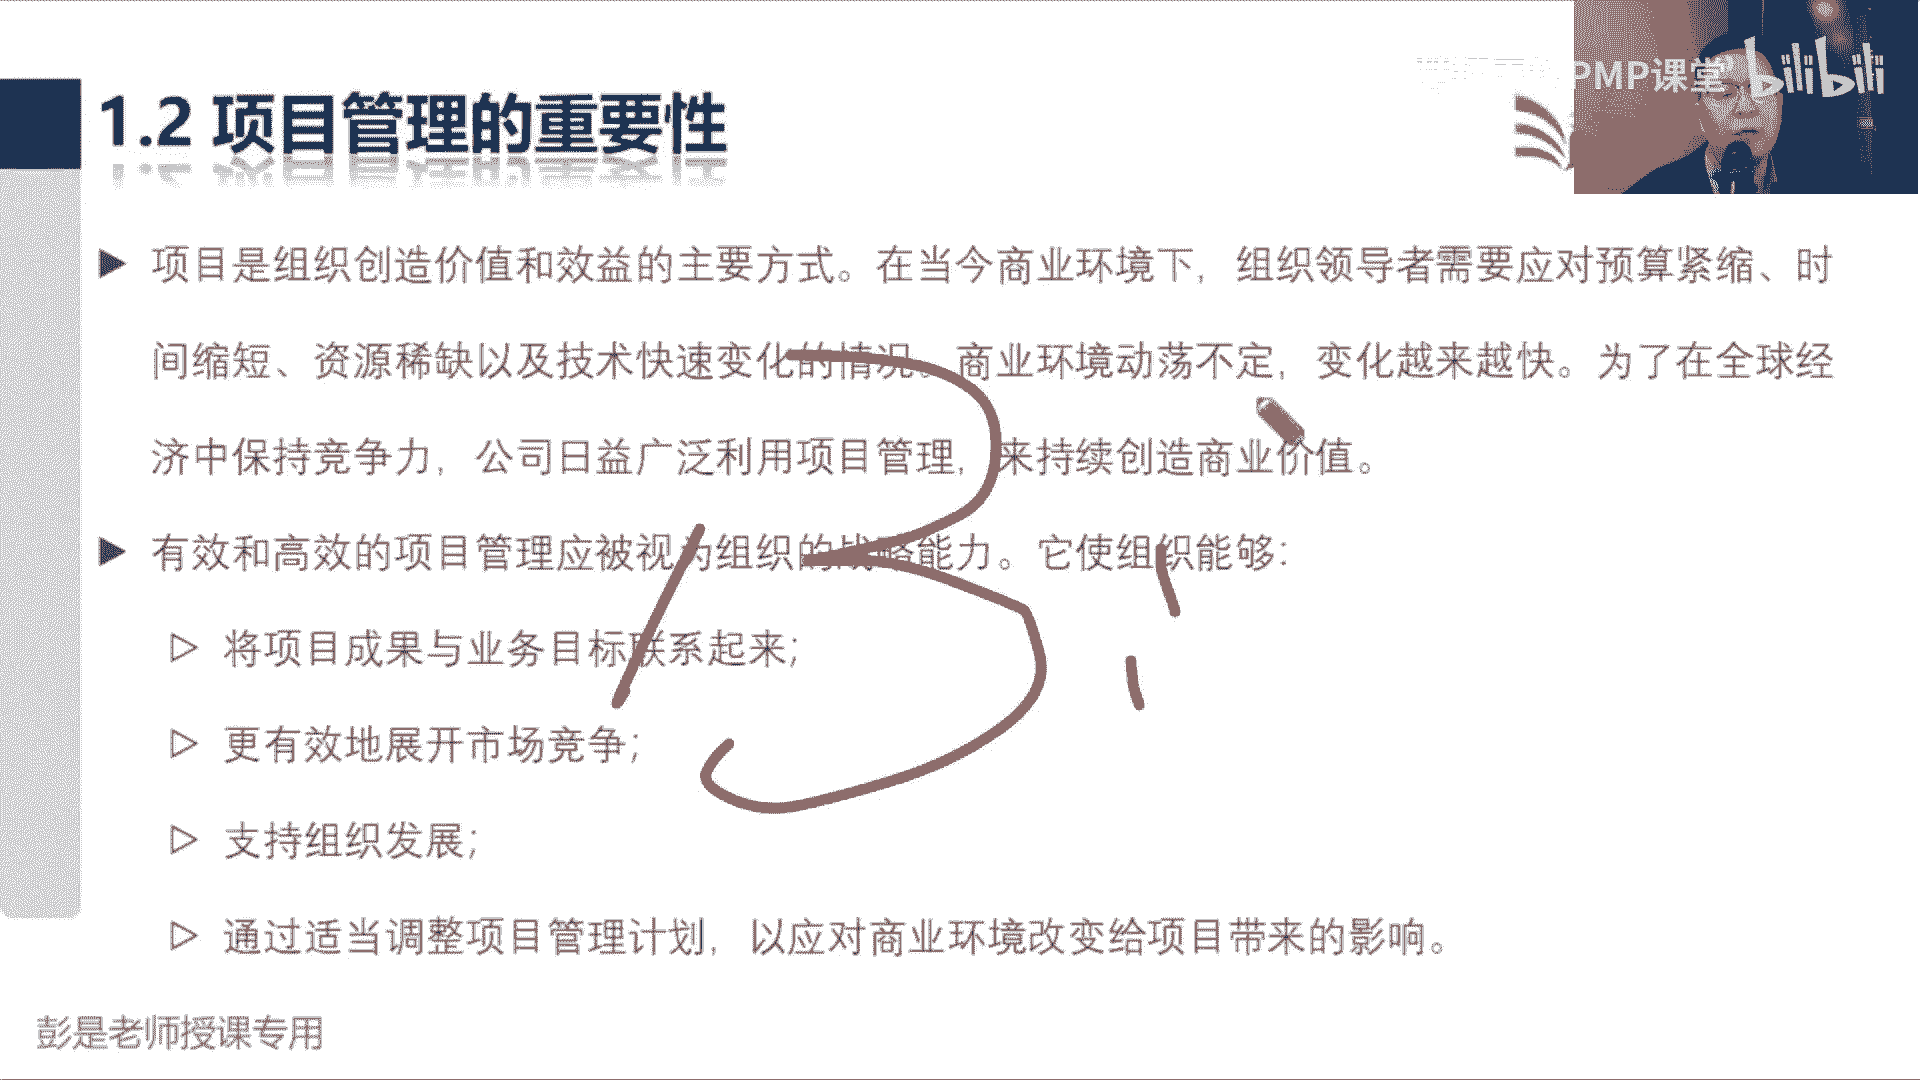 PMP课堂 bilibili
1.2 项目管理的重要性
项目是组织创造价值和效益的主要方式。在当今商业环境下，组织领导者需要应对预算紧缩、时
间缩短、资源稀缺以及技术快速变化的情况。商业环境动荡不定，变化越来越快。为了在全球经
济中保持竞争力，公司日益广泛利用项目管理，来持续创造商业价值。
有效和高效的项目管理应被视为组织的战略能力。它使组织能够：
将项目成果与业务目标联系起来；
更有效地展开市场竞争；
支持组织发展；
通过适当调整项目管理计划，以应对商业环境改变给项目带来的影响。
彭是老师授课专用